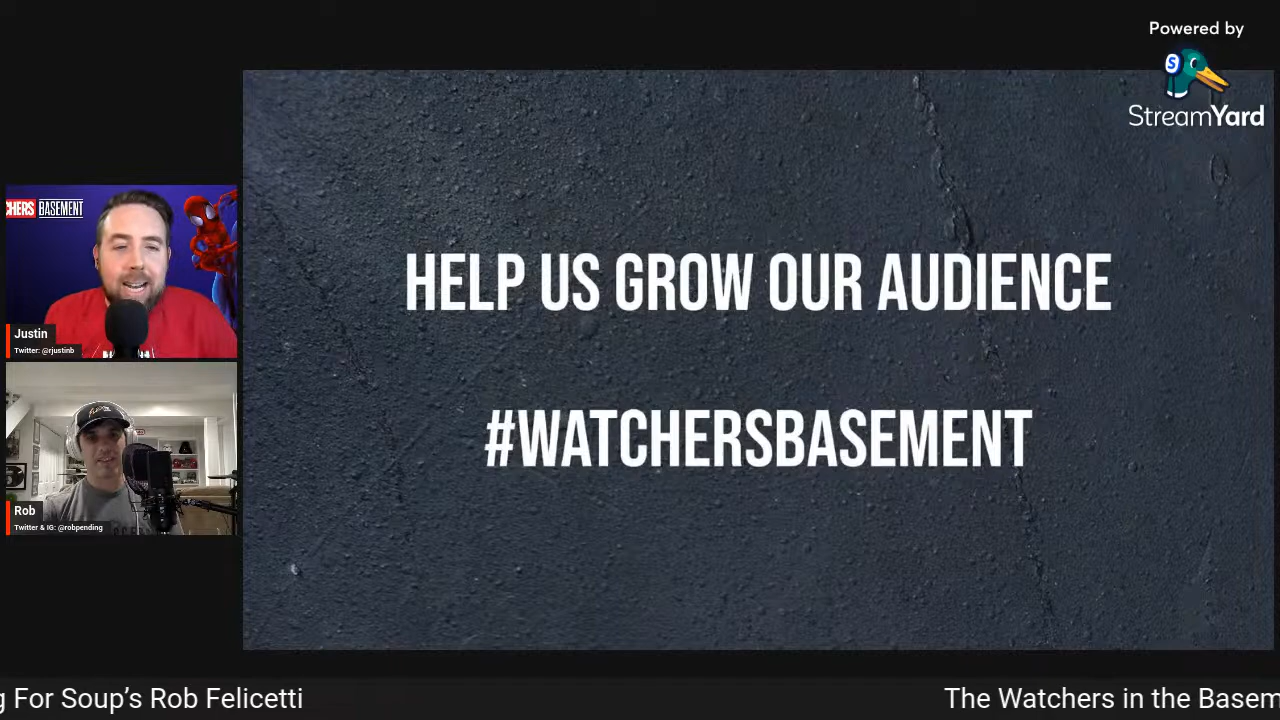 Powered by
StreamYard
CHERS BASEMENT
Justin
Twitter: @rjustinb
HELP US GROW OUR AUDIENCE
#WATCHERSBASEMENT
Rob
Twitter & IG: @robpending
g For Soup’s Rob Felicetti
The Watchers in the Basem